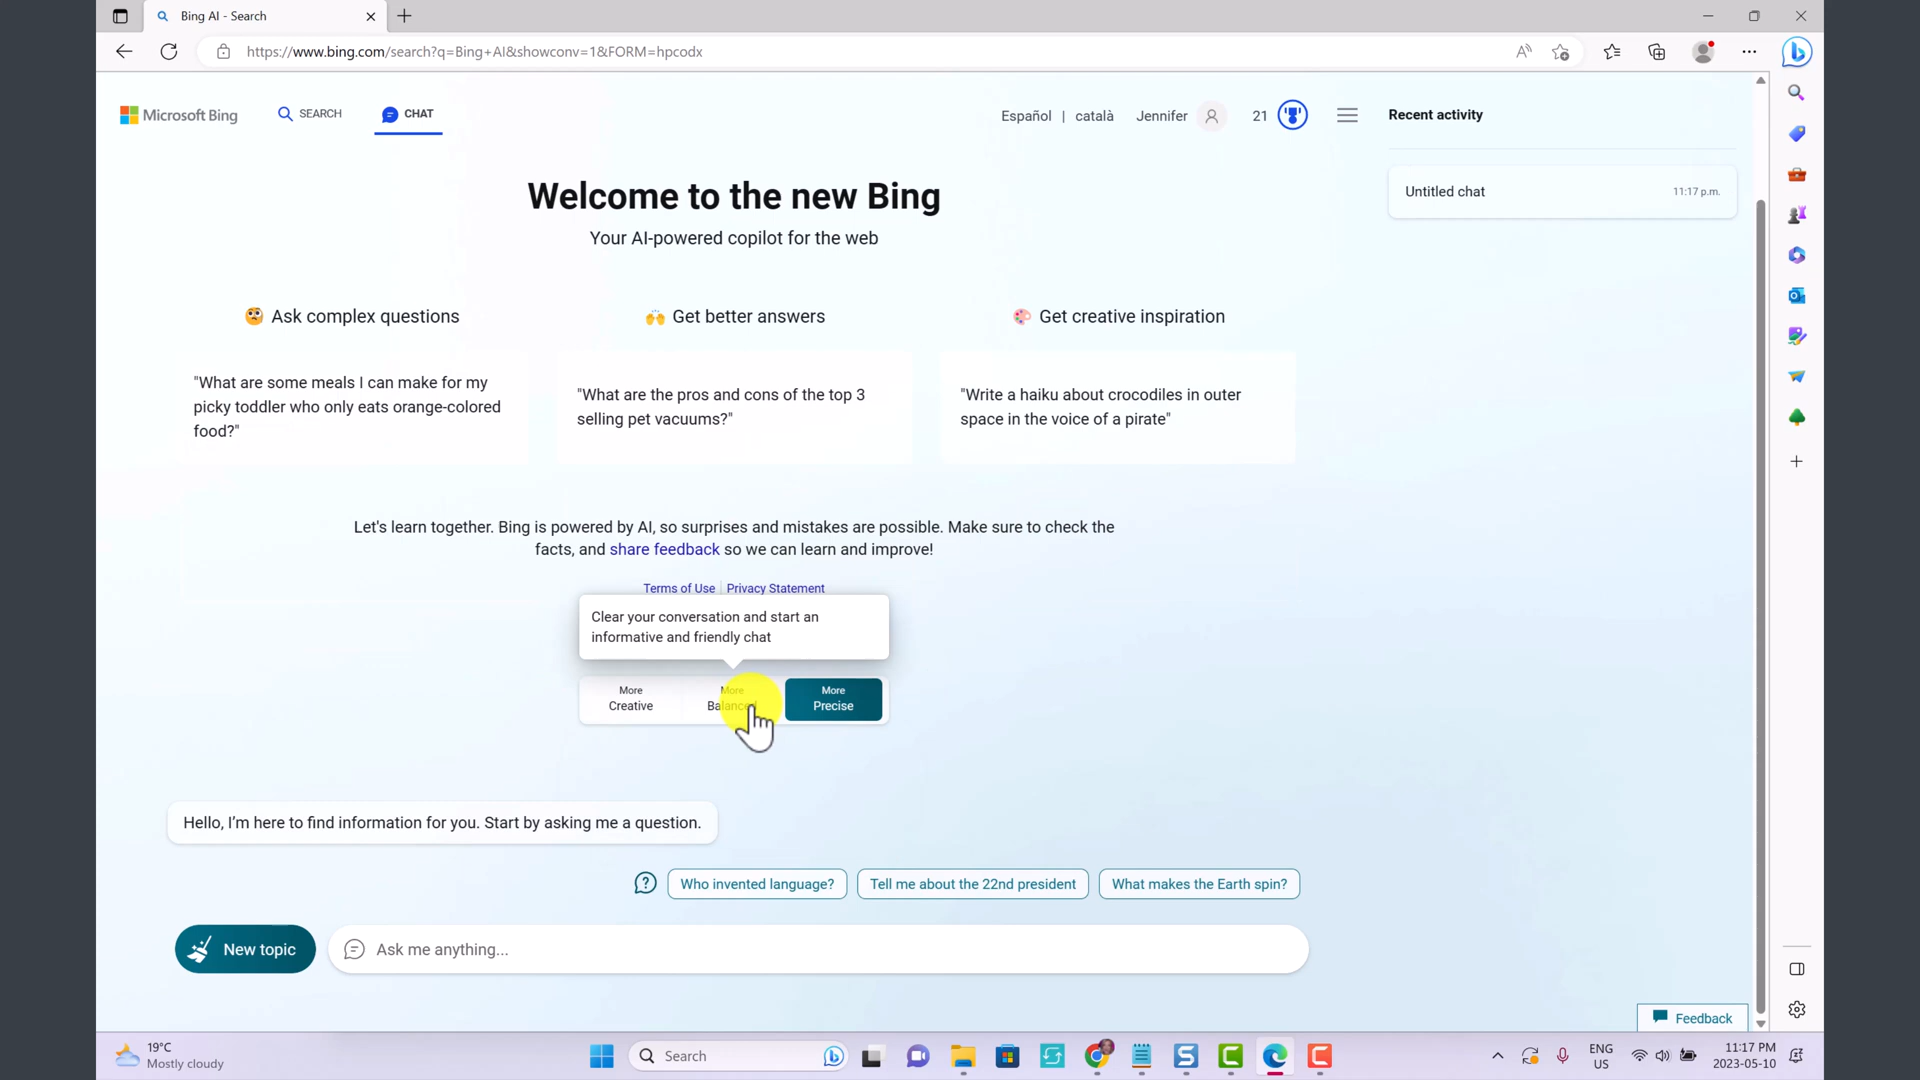 Bing AI - Search
https://www.bing.com/search?q=Bing+AI&showconv=1&FORM=hpcodx
Microsoft Bing
SEARCH
CHAT
Español | català
Jennifer
21
Recent activity
Untitled chat
11:17 p.m.
Welcome to the new Bing
Your AI-powered copilot for the web
Ask complex questions
Get better answers
Get creative inspiration
"What are some meals I can make for my
picky toddler who only eats orange-colored
food?"
"What are the pros and cons of the top 3
selling pet vacuums?"
"Write a haiku about crocodiles in outer
space in the voice of a pirate"
Let's learn together. Bing is powered by AI, so surprises and mistakes are possible. Make sure to check the
facts, and share feedback so we can learn and improve!
Terms of Use | Privacy Statement
Clear your conversation and start an
informative and friendly chat
More
Creative
More
Balanced
More
Precise
Hello, I'm here to find information for you. Start by asking me a question.
Who invented language?
Tell me about the 22nd president
What makes the Earth spin?
New topic
Ask me anything...
Feedback
19°C
Mostly cloudy
Search
ENG
US
11:17 PM
2023-05-10